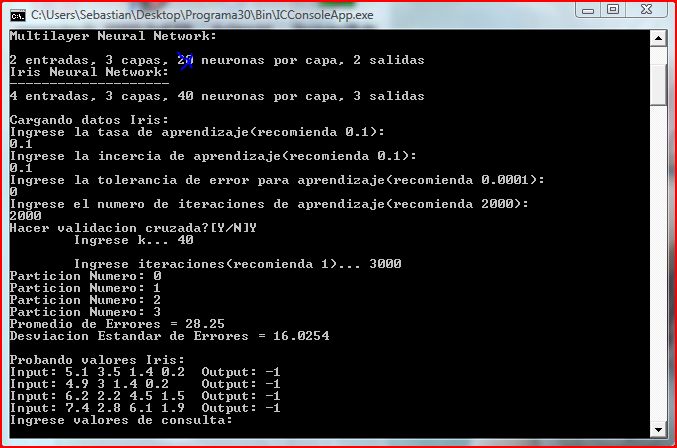 C:\Users\Sebastian\Desktop\Programa30\Bin\ICConsoleApp.exe
Multilayer Neural Network:
2 entradas, 3 capas, 20 neuronas por capa, 2 salidas
Iris Neural Network:
--------------------
4 entradas, 3 capas, 40 neuronas por capa, 3 salidas
Cargando datos Iris:
Ingrese la tasa de aprendizaje(recomienda 0.1):
0.1
Ingrese la incercia de aprendizaje(recomienda 0.1):
0.1
Ingrese la tolerancia de error para aprendizaje(recomienda 0.0001):
0
Ingrese el numero de iteraciones de aprendizaje(recomienda 2000):
2000
Hacer validacion cruzada?[Y/N]Y
Ingrese k... 40
Ingrese iteraciones(recomienda 1)... 3000
Particion Numero: 0
Particion Numero: 1
Particion Numero: 2
Particion Numero: 3
Promedio de Errores = 28.25
Desviacion Estandar de Errores = 16.0254
Probando valores Iris:
Input: 5.1 3.5 1.4 0.2  Output: -1
Input: 4.9 3 1.4 0.2    Output: -1
Input: 6.2 2.2 4.5 1.5  Output: -1
Input: 7.4 2.8 6.1 1.9  Output: -1
Ingrese valores de consulta: